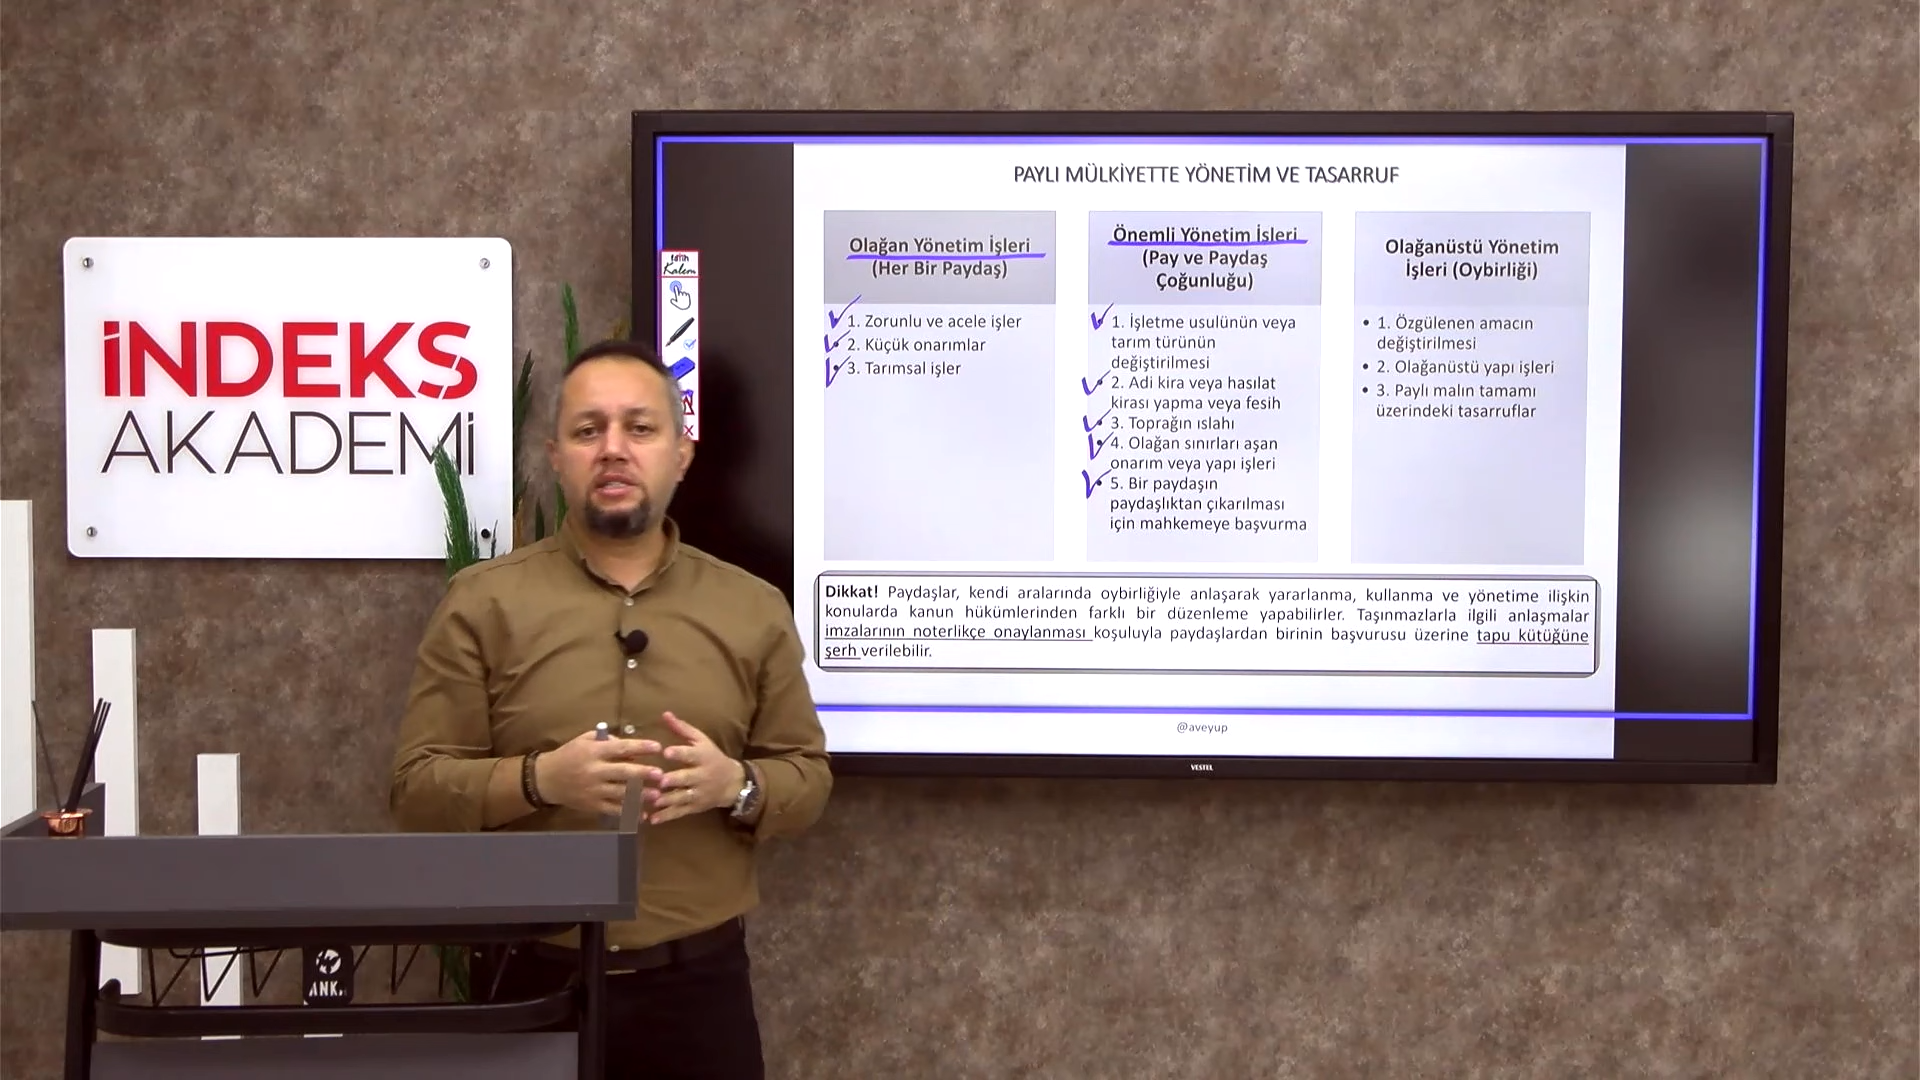 İNDEKS
AKADEMİ
PAYLI MÜLKİYETTE YÖNETİM VE TASARRUF
Olağan Yönetim İşleri
(Her Bir Paydaş)
1. Zorunlu ve acele işler
2. Küçük onarımlar
3. Tarımsal işler
Önemli Yönetim İşleri
(Pay ve Paydaş
Çoğunluğu)
1. İşletme usulünün veya
tarım türünün
değiştirilmesi
2. Adi kira veya hasılat
kirası yapma veya fesih
3. Toprağın ıslahı
4. Olağan sınırları aşan
onarım veya yapı işleri
5. Bir paydaşın
paydaşlıktan çıkarılması
için mahkemeye başvurma
Olağanüstü Yönetim
İşleri (Oybirliği)
• 1. Özgülenen amacın
değiştirilmesi
• 2. Olağanüstü yapı işleri
• 3. Paylı malın tamamı
üzerindeki tasarruflar
Dikkat! Paydaşlar, kendi aralarında oybirliğiyle anlaşarak yararlanma, kullanma ve yönetime ilişkin
konularda kanun hükümlerinden farklı bir düzenleme yapabilirler. Taşınmazlarla ilgili anlaşmalar
imzalarının noterlikçe onaylanması koşuluyla paydaşlardan birinin başvurusu üzerine tapu kütüğüne
şerh verilebilir.
@aveyup
VESTEL
Kalem